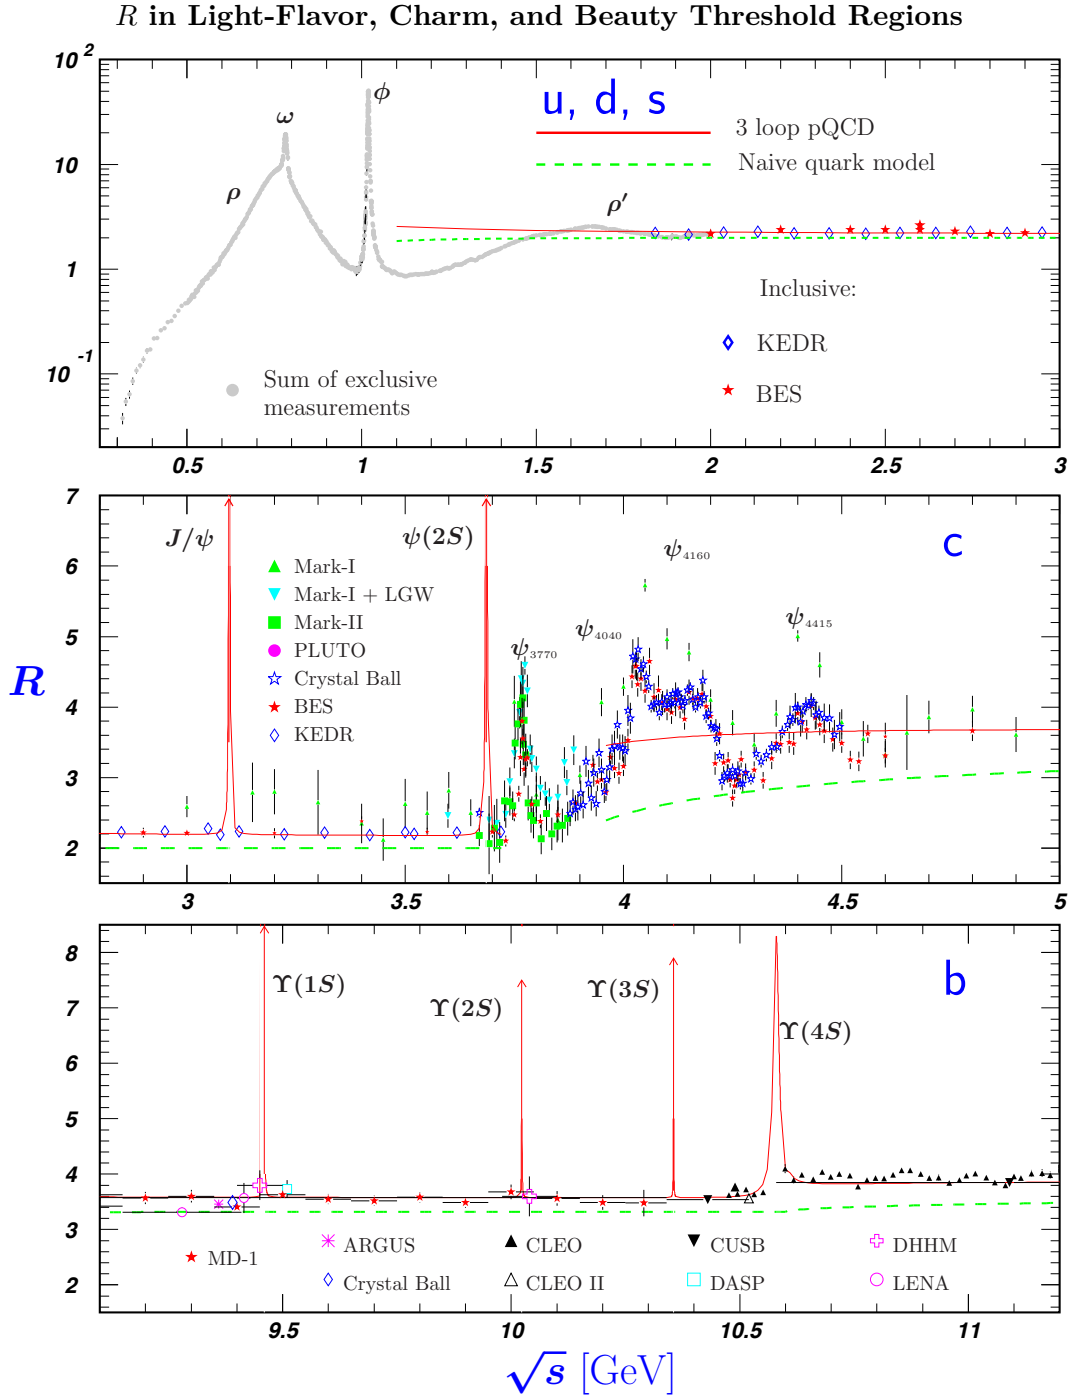 R in Light-Flavor, Charm, and Beauty Threshold Regions
10 2
ϕ
u, d, s
ω
3 loop pQCD
10
Naive quark model
ρ
ρ′
1
Inclusive:
KEDR
10 -1
Sum of exclusive
measurements
BES
0.5 1 1.5 2 2.5 3
7
J/ψ
ψ(2S)
c
ψ4160
6
Mark-I
Mark-I + LGW
Mark-II
ψ4040
ψ4415
5
PLUTO
ψ3770
R
Crystal Ball
4
BES
KEDR
3
2
3 3.5 4 4.5 5
8
Υ(1S)
b
Υ(3S)
Υ(2S)
7
Υ(4S)
6
5
4
3
MD-1
ARGUS
CLEO
CUSB
DHHM
Crystal Ball
CLEO II
DASP
LENA
2
9.5 10 10.5 11
√s [GeV]